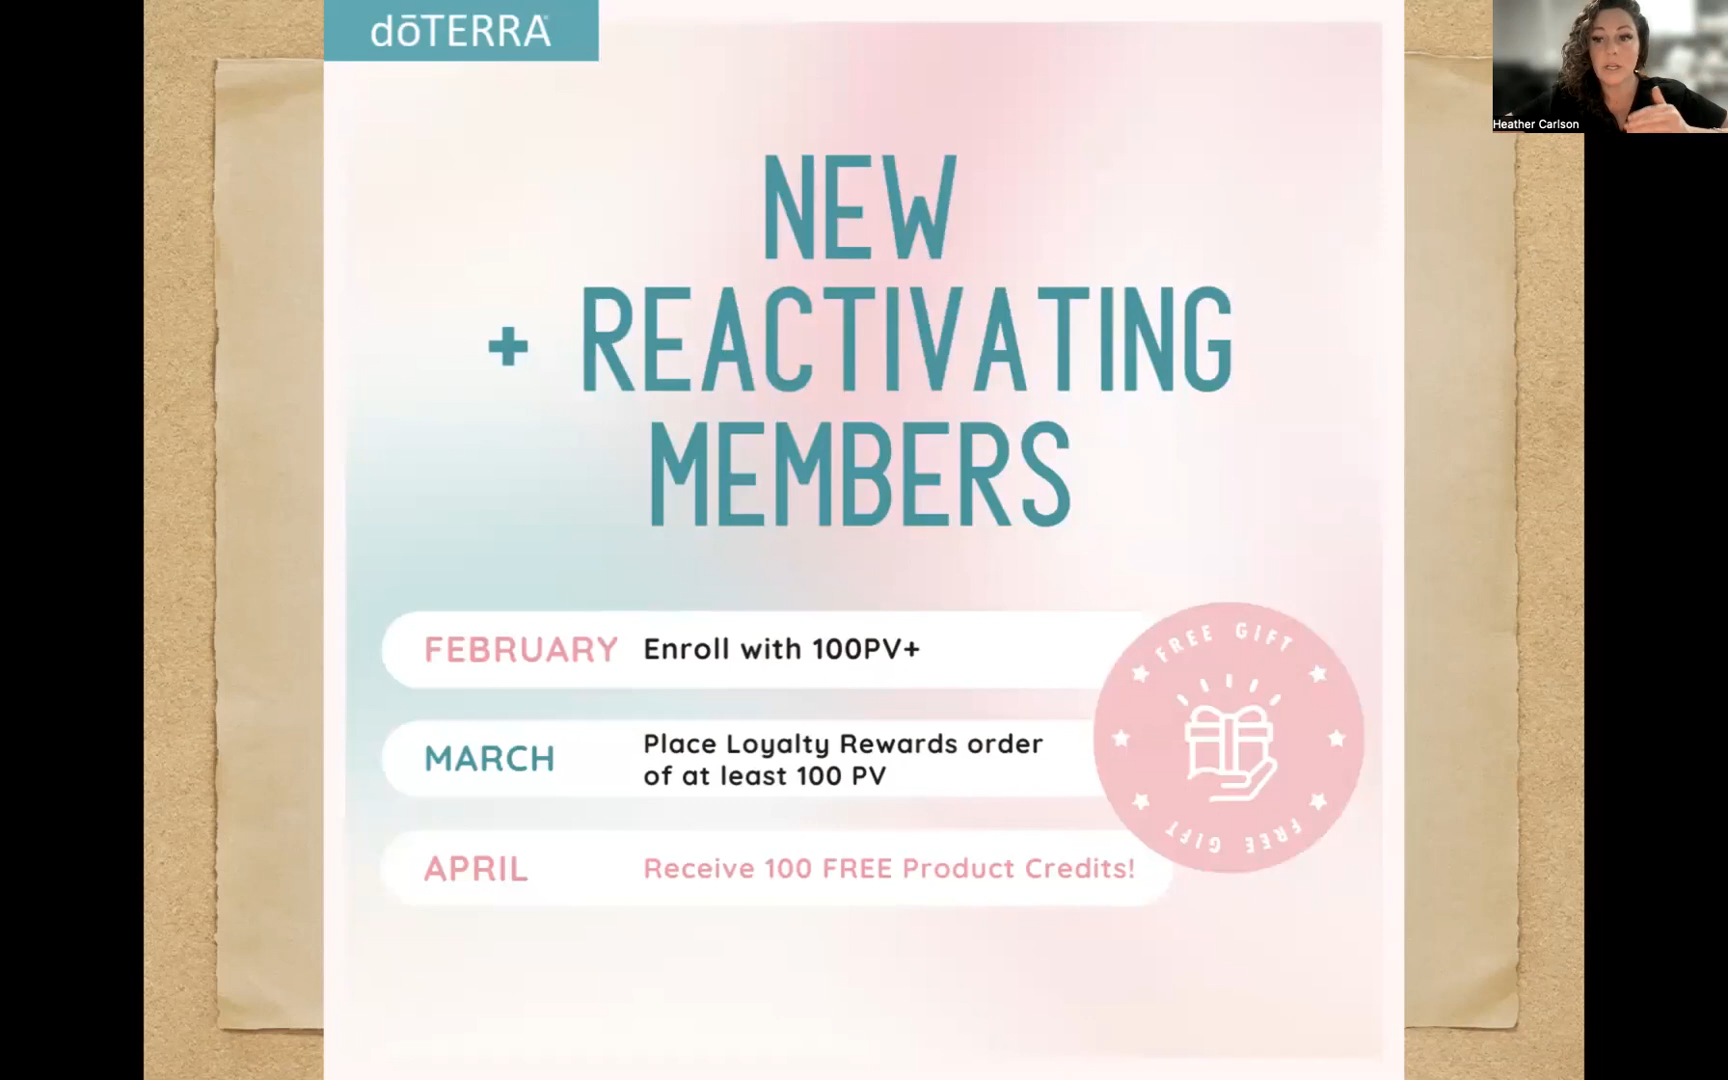 dōTERRA
Heather Carlson
NEW
+ REACTIVATING
MEMBERS
FEBRUARY Enroll with 100PV+
MARCH Place Loyalty Rewards order
of at least 100 PV
APRIL Receive 100 FREE Product Credits!
FREE GIFT
FREE GIFT